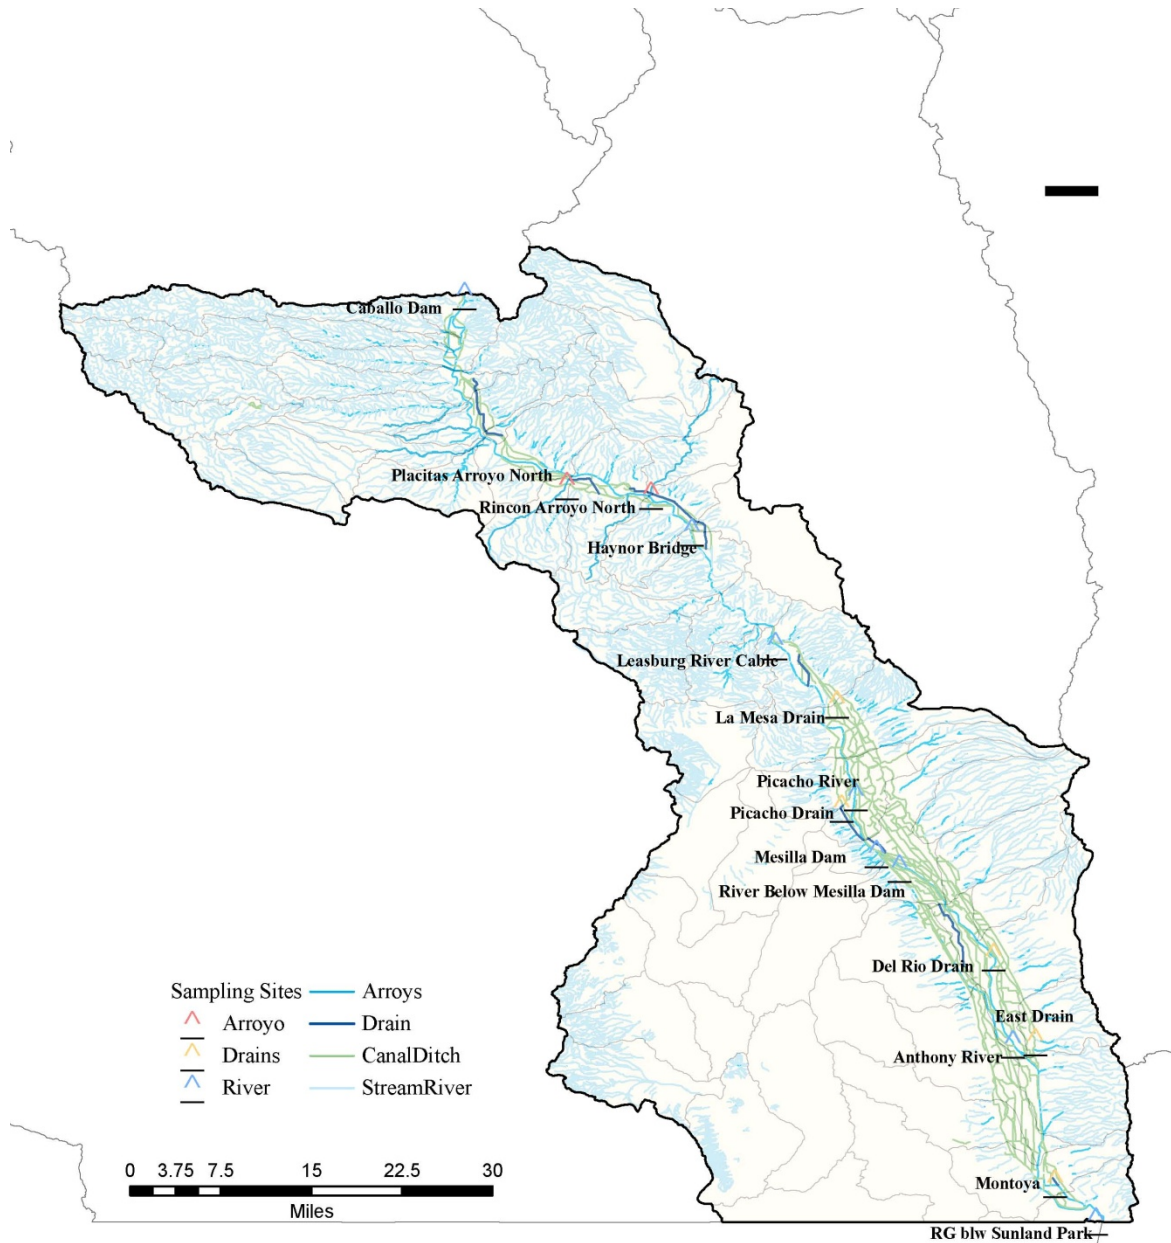 Caballo Dam
Placitas Arroyo North
Rincon Arroyo North
Haynor Bridge
Leasburg River Cable
La Mesa Drain
Picacho River
Picacho Drain
Mesilla Dam
River Below Mesilla Dam
Del Rio Drain
East Drain
Anthony River
Montoya
RG blw Sunland Park
Sampling Sites
Arroyo
Drains
River
Arroys
Drain
CanalDitch
StreamRiver
0 3.75 7.5 15 22.5 30
Miles